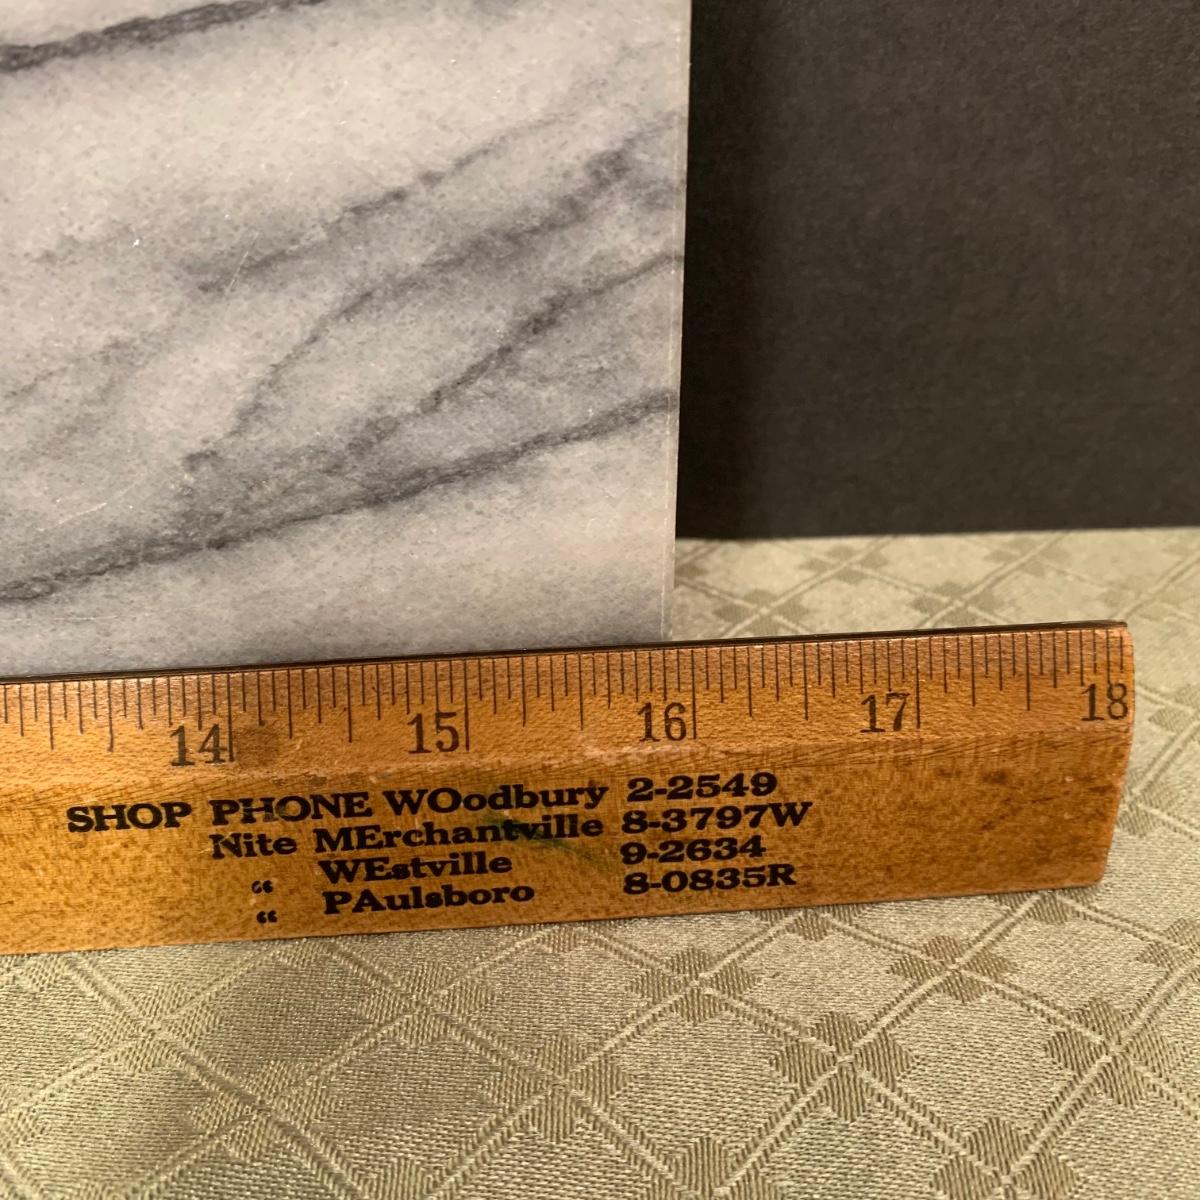 14 15 16 17 18
SHOP PHONE WOodbury 2-2549
Nite MErchantville 8-3797W
“ WEstville 9-2634
“ PAulsboro 8-0835R